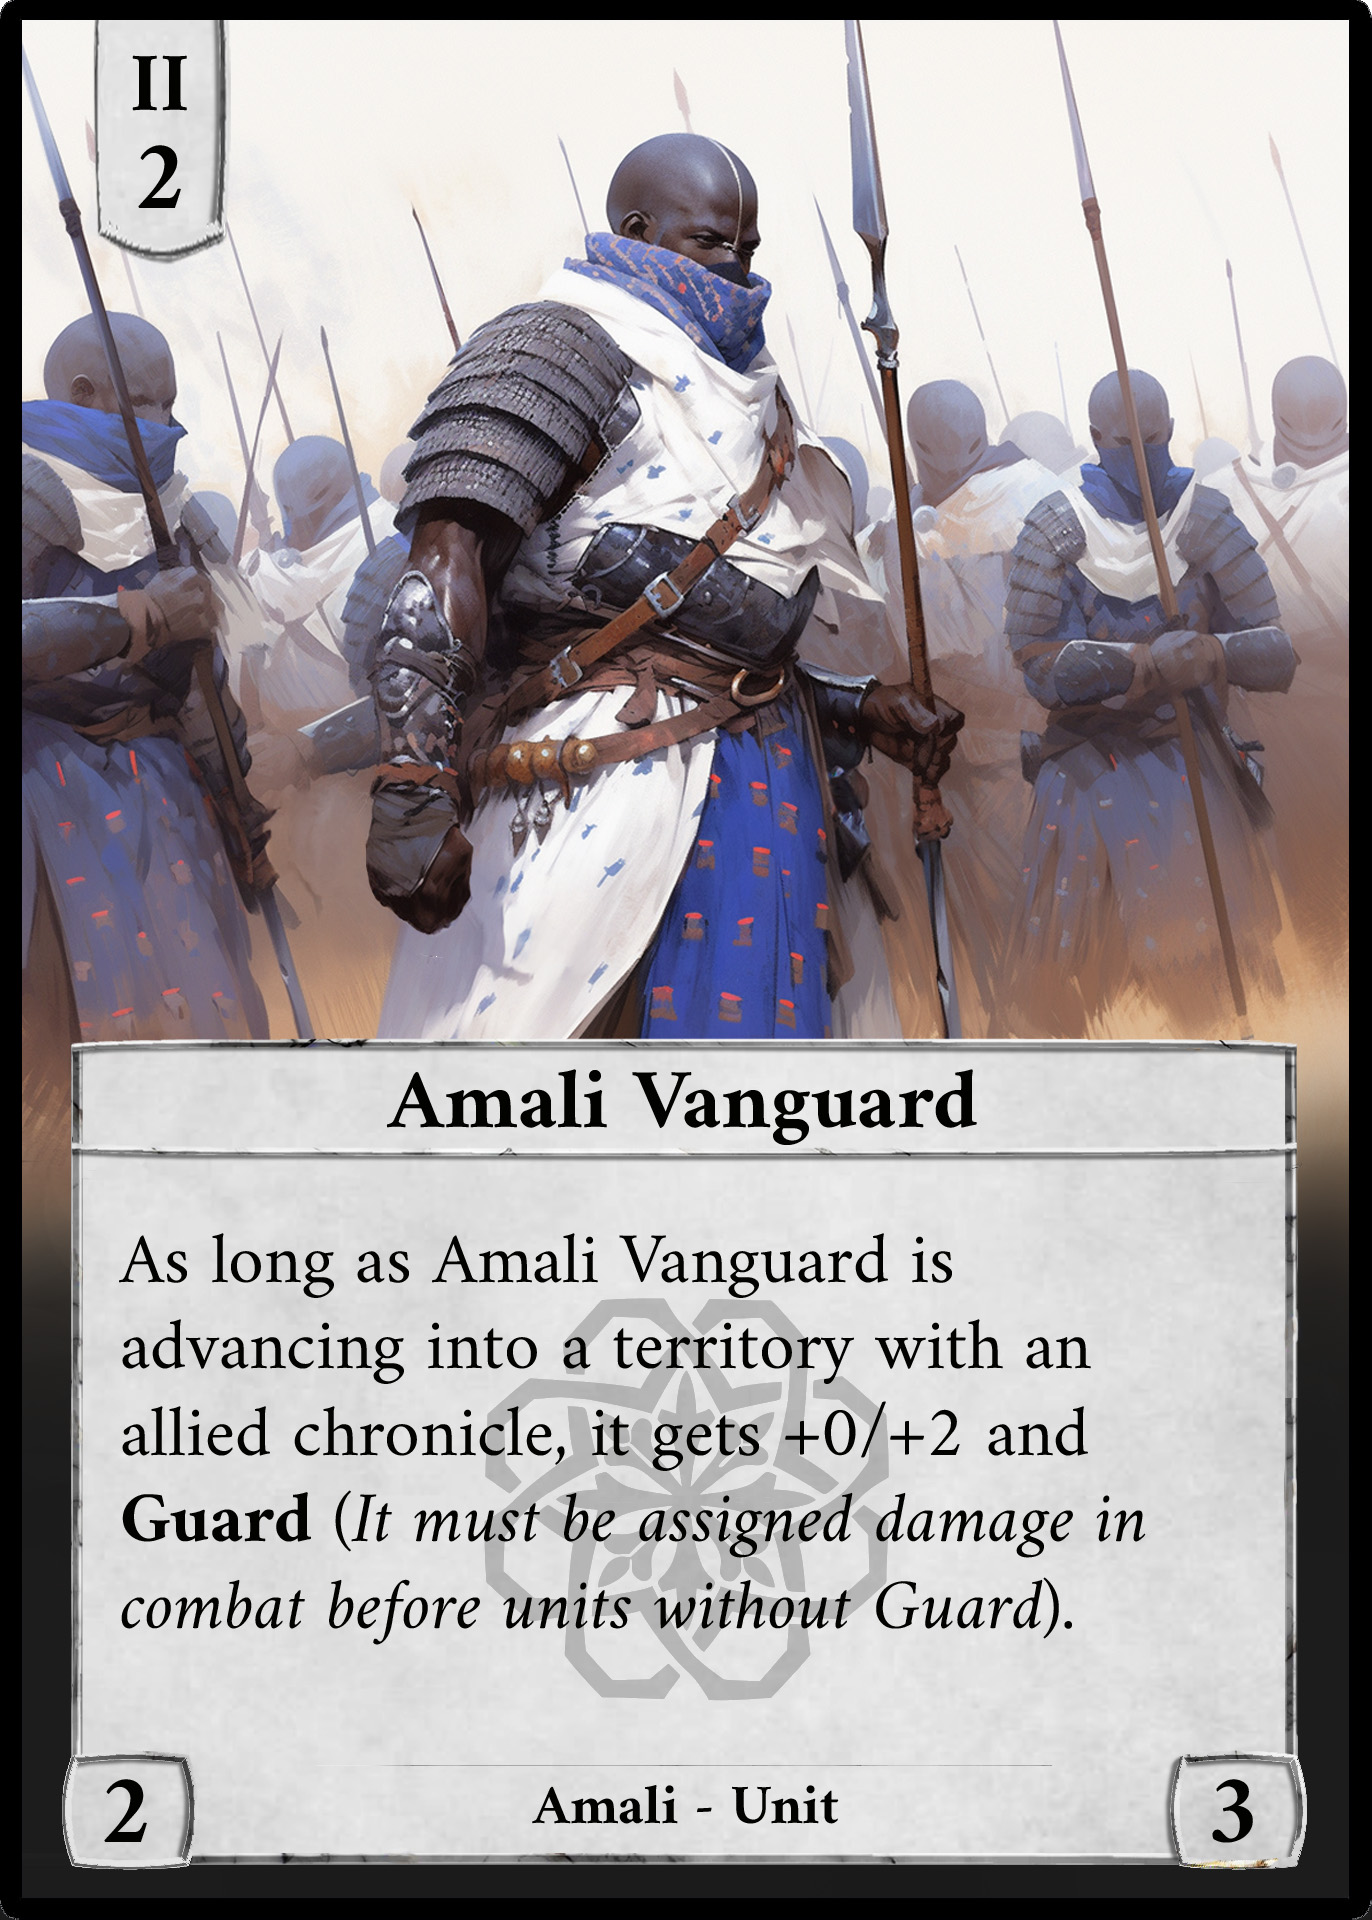 II
2
Amali Vanguard
As long as Amali Vanguard is
advancing into a territory with an
allied chronicle, it gets +0/+2 and
Guard (It must be assigned damage in
combat before units without Guard).
2
Amali - Unit
3